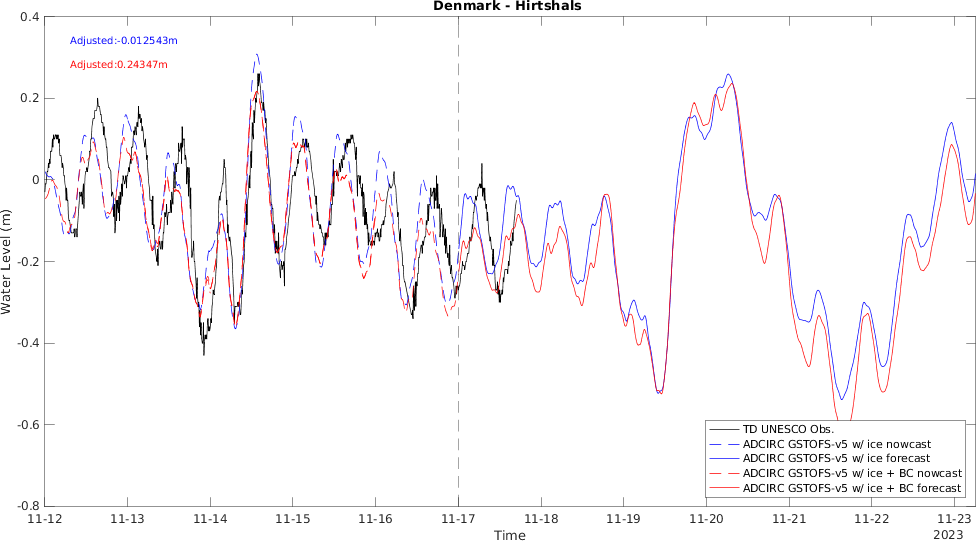 Denmark - Hirtshals
Adjusted:-0.012543m
Adjusted:0.24347m
0.4
0.2
0
-0.2
-0.4
-0.6
-0.8
Water Level (m)
TD UNESCO Obs.
ADCIRC GSTOFS-v5 w/ ice nowcast
ADCIRC GSTOFS-v5 w/ ice forecast
ADCIRC GSTOFS-v5 w/ ice + BC nowcast
ADCIRC GSTOFS-v5 w/ ice + BC forecast
11-12 11-13 11-14 11-15 11-16 11-17 11-18 11-19 11-20 11-21 11-22 11-23
Time
2023